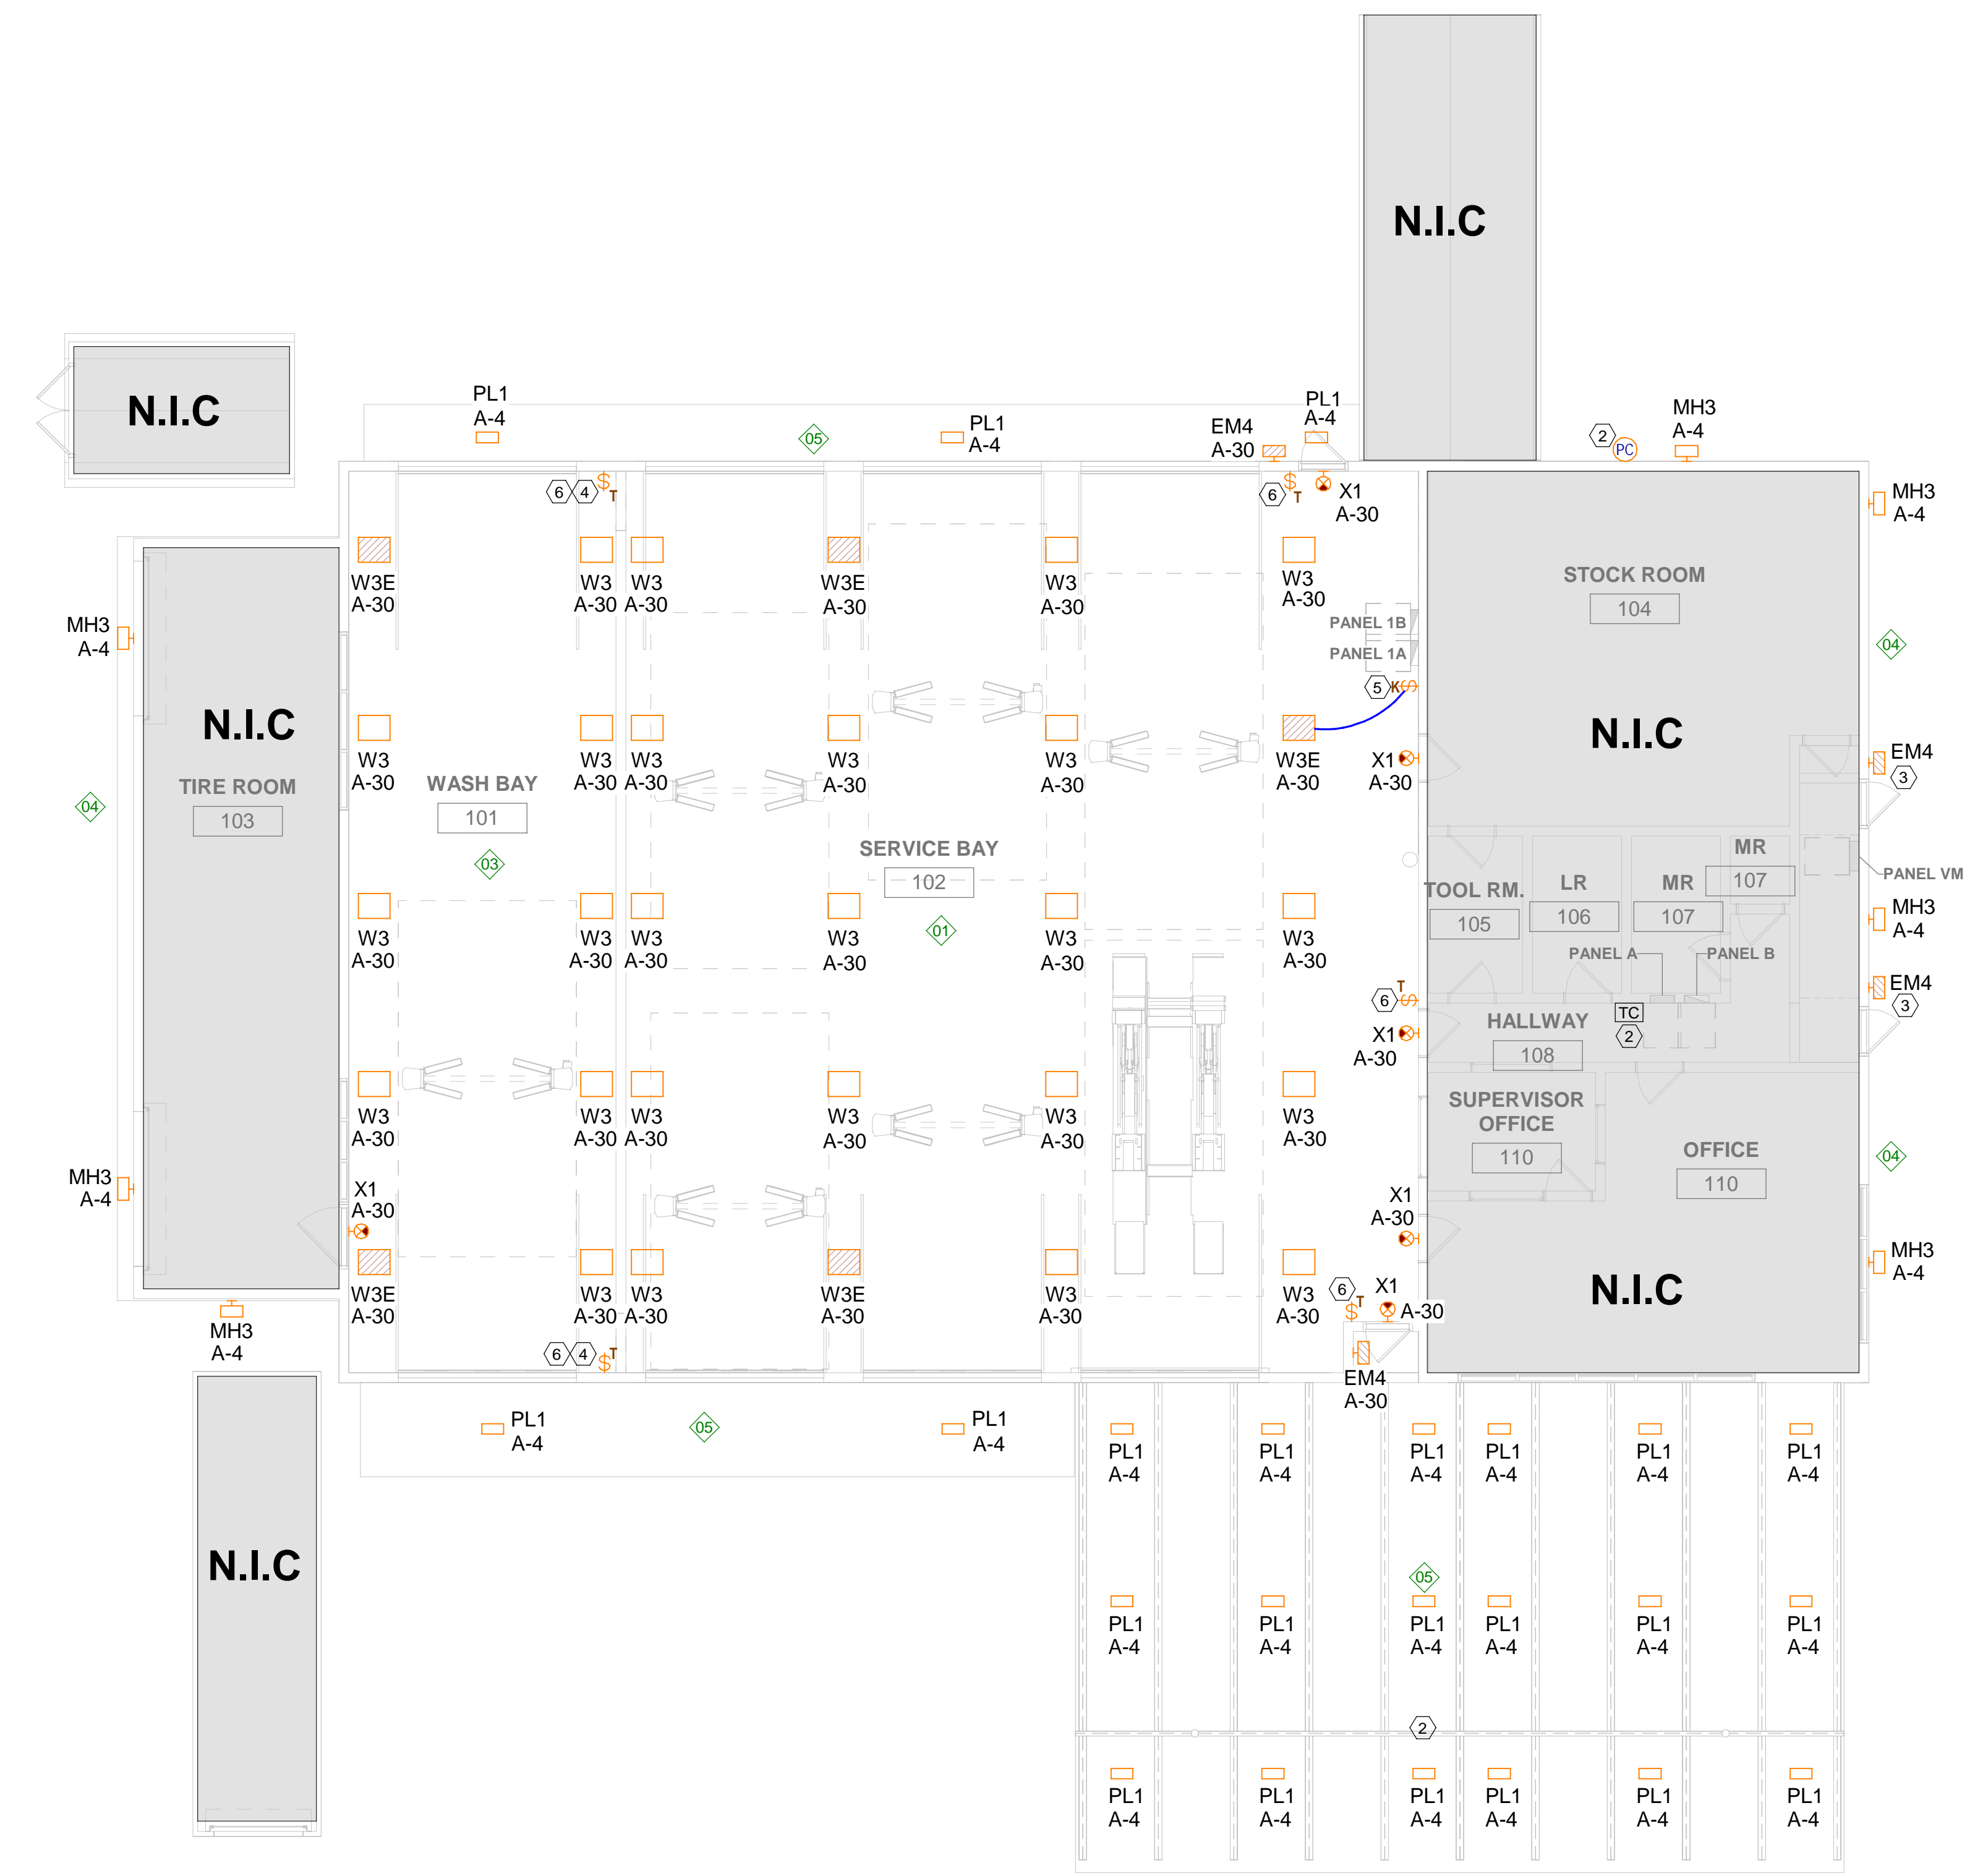 N.I.C
N.I.C
PL1
A-4
PL1
A-4
EM4
A-30
PL1
A-4
05
2
PC
MH3
A-4
6
4
$
T
6
$
T
X1
A-30
MH3
A-4
W3E
A-30
W3
A-30
W3
A-30
W3E
A-30
W3
A-30
W3
A-30
STOCK ROOM
104
PANEL 1B
PANEL 1A
MH3
A-4
04
5
K
$
N.I.C
TIRE ROOM
103
04
W3
A-30
W3
A-30
W3
A-30
W3
A-30
W3
A-30
W3E
A-30
X1
A-30
N.I.C
EM4
3
WASH BAY
101
03
SERVICE BAY
102
01
MR
107
PANEL VM
TOOL RM.
105
LR
106
MR
107
MH3
A-4
W3
A-30
W3
A-30
W3
A-30
W3
A-30
W3
A-30
W3
A-30
PANEL A
PANEL B
T
6
$
EM4
3
TC
2
HALLWAY
108
X1
A-30
W3
A-30
W3
A-30
W3
A-30
W3
A-30
W3
A-30
W3
A-30
SUPERVISOR
OFFICE
110
OFFICE
110
04
MH3
A-4
X1
A-30
X1
A-30
MH3
A-4
N.I.C
W3E
A-30
W3
A-30
W3
A-30
W3E
A-30
W3
A-30
W3
A-30
6
$
T
X1
A-30
MH3
A-4
6
4
$
T
EM4
A-30
PL1
A-4
05
PL1
A-4
PL1
A-4
PL1
A-4
PL1
A-4
PL1
A-4
PL1
A-4
PL1
A-4
N.I.C
05
PL1
A-4
PL1
A-4
PL1
A-4
PL1
A-4
PL1
A-4
PL1
A-4
2
PL1
A-4
PL1
A-4
PL1
A-4
PL1
A-4
PL1
A-4
PL1
A-4